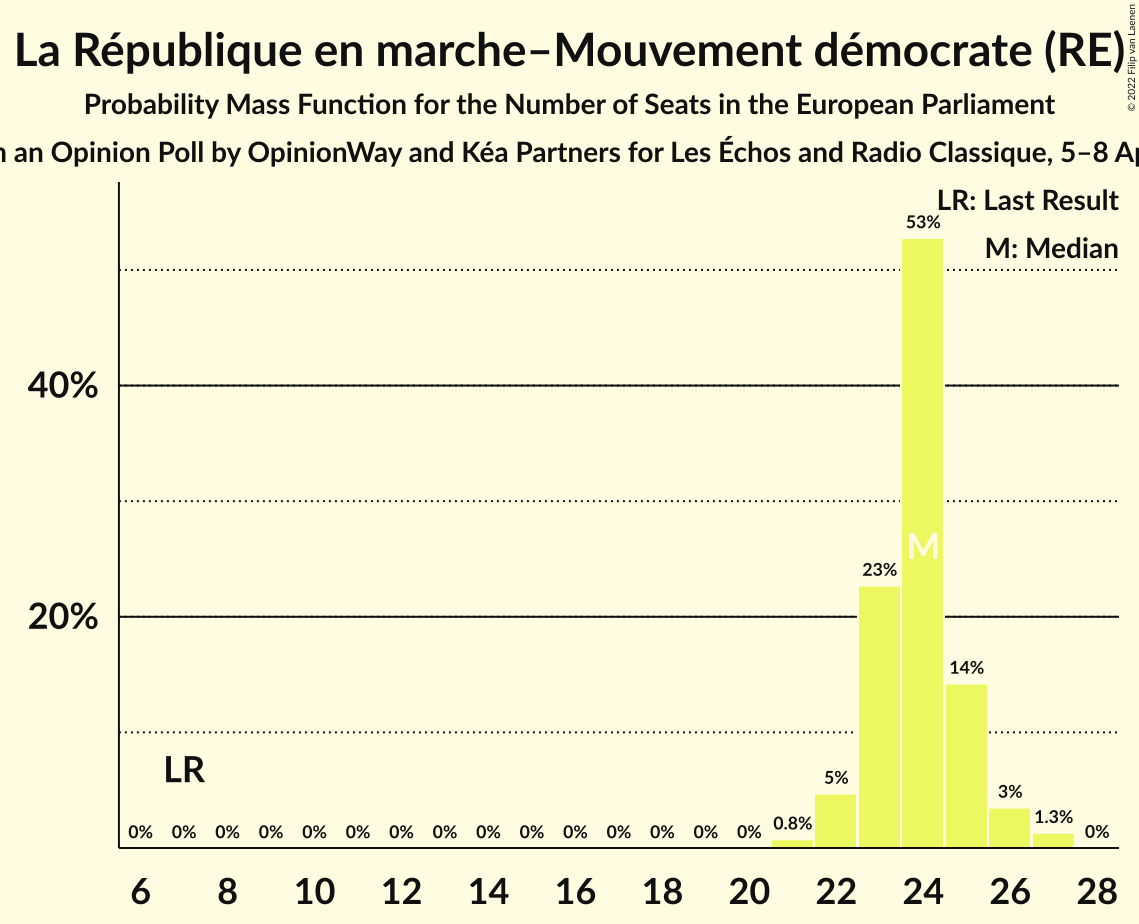 La République en marche–Mouvement démocrate (RE)
© 2022 Filip van Laenen
Probability Mass Function for the Number of Seats in the European Parliament
an Opinion Poll by OpinionWay and Kéa Partners for Les Échos and Radio Classique, 5–8
LR: Last Result
M: Median
53%
40%
M
23%
20%
14%
LR
5%
3%
0% 0% 0% 0% 0% 0% 0% 0% 0% 0% 0% 0% 0% 0% 0% 0.8% 1.3% 0%
6 8 10 12 14 16 18 20 22 24 26 28